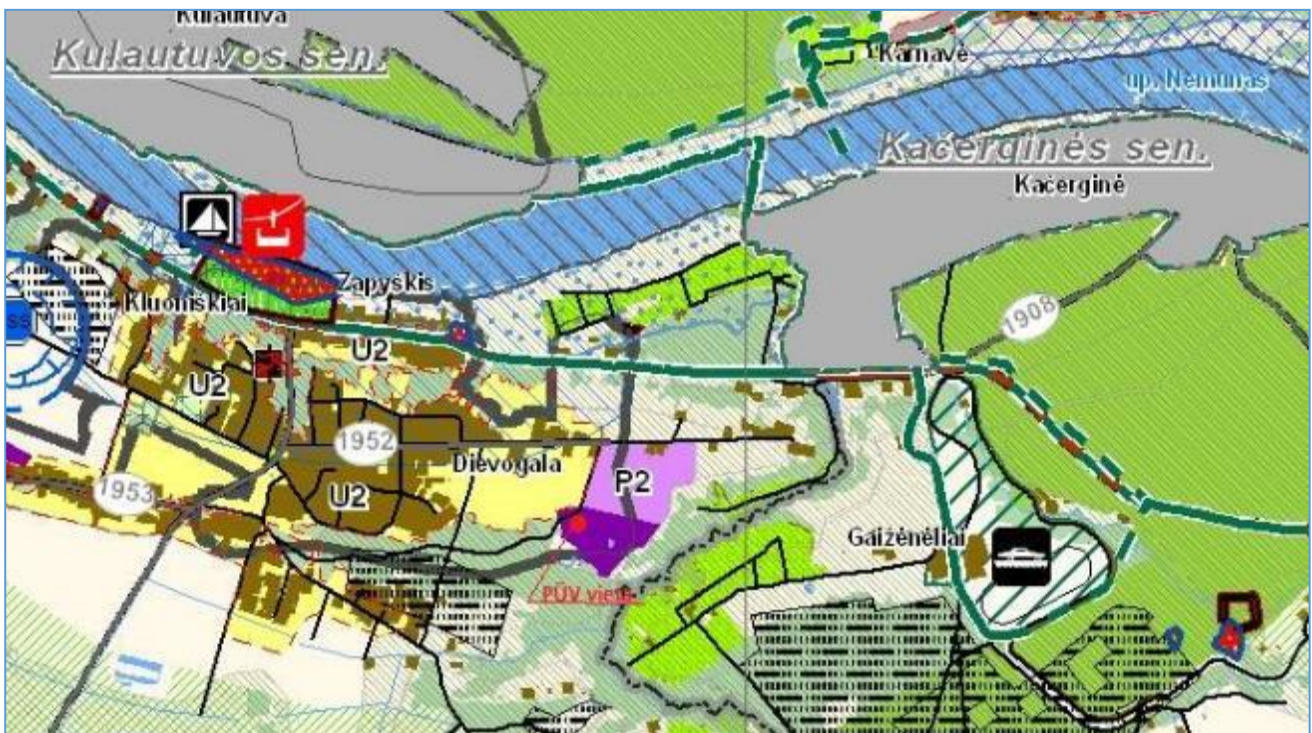 Kulautuva
Kulautuvos sen.
Karnavė
up. Nemunas
Kačerginės sen.
Kačerginė
Zapyškis
Kluoniškiai
1908
U2
U2
1952
Dievogala
P2
U2
1953
Gaižėnėliai
PŪV vieta